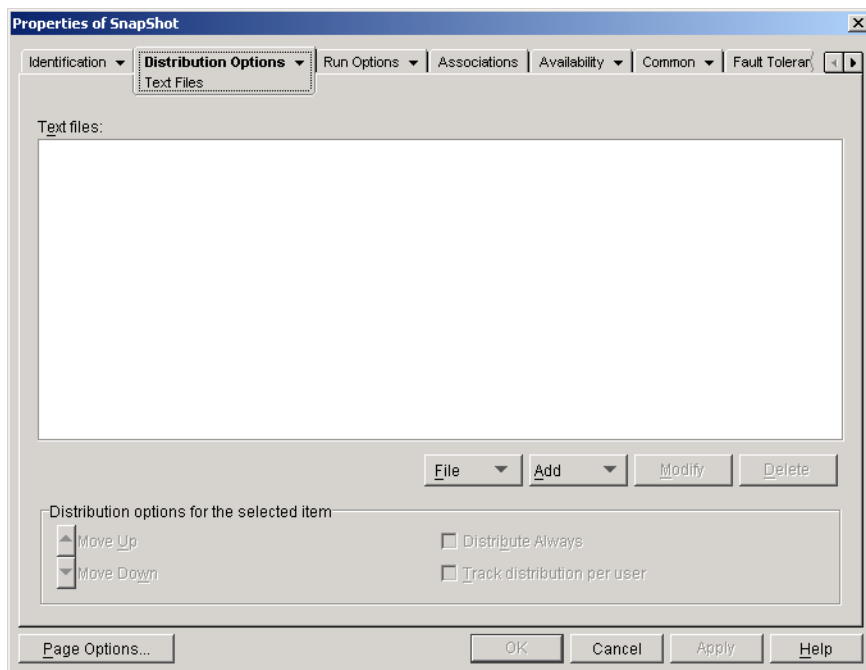 Properties of SnapShot
Identification Distribution Options Run Options Associations Availability Common Fault Toleran
Text Files
Text files:
File Add Modify Delete
Distribution options for the selected item
Move Up Distribute Always
Move Down Track distribution per user
Page Options... OK Cancel Apply Help